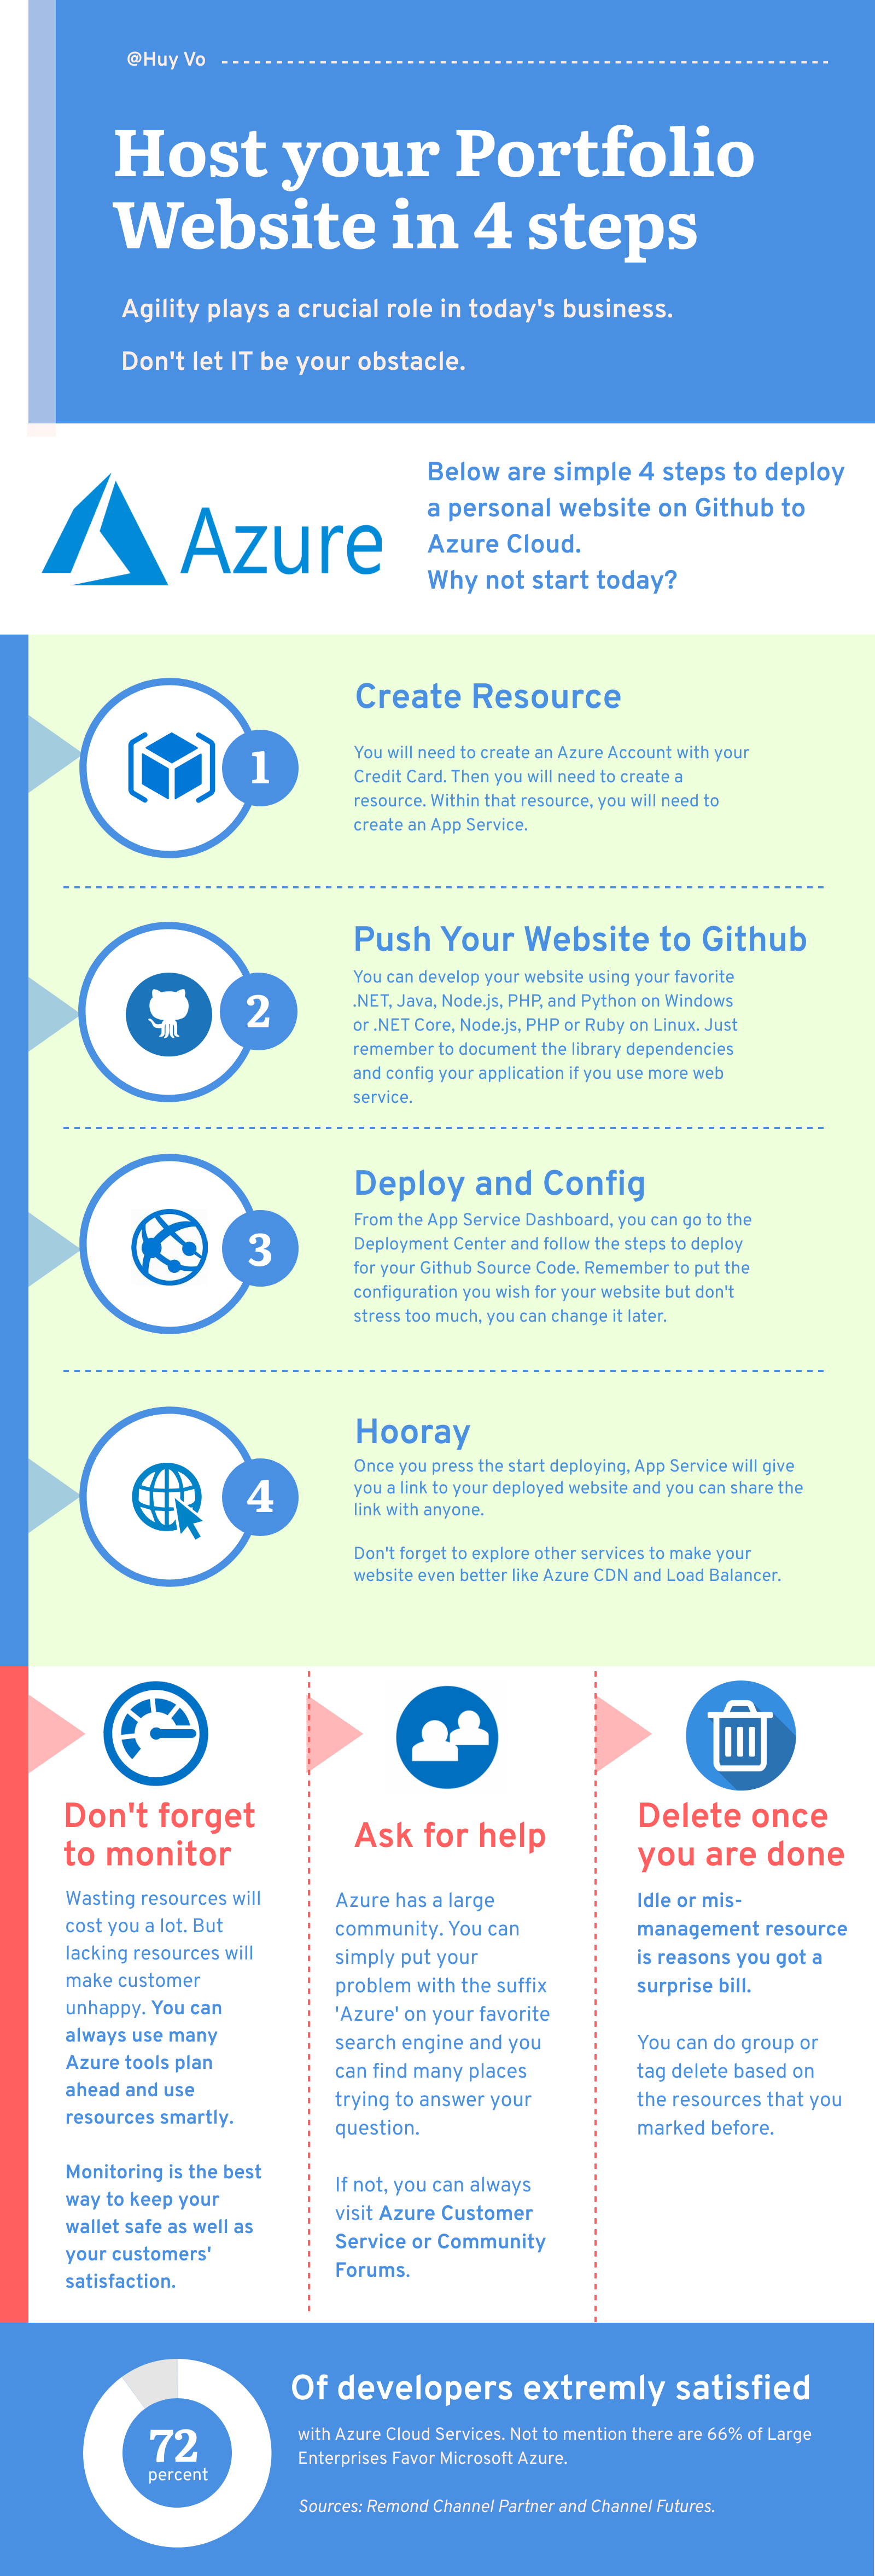 @Huy Vo
Host your Portfolio
Website in 4 steps
Agility plays a crucial role in today's business.
Don't let IT be your obstacle.
Azure
Below are simple 4 steps to deploy
a personal website on Github to
Azure Cloud.
Why not start today?
1
Create Resource
You will need to create an Azure Account with your
Credit Card. Then you will need to create a
resource. Within that resource, you will need to
create an App Service.
2
Push Your Website to Github
You can develop your website using your favorite
.NET, Java, Node.js, PHP, and Python on Windows
or .NET Core, Node.js, PHP or Ruby on Linux. Just
remember to document the library dependencies
and config your application if you use more web
service.
3
Deploy and Config
From the App Service Dashboard, you can go to the
Deployment Center and follow the steps to deploy
for your Github Source Code. Remember to put the
configuration you wish for your website but don't
stress too much, you can change it later.
4
Hooray
Once you press the start deploying, App Service will give
you a link to your deployed website and you can share the
link with anyone.
Don't forget to explore other services to make your
website even better like Azure CDN and Load Balancer.
Don't forget
to monitor
Wasting resources will
cost you a lot. But
lacking resources will
make customer
unhappy. You can
always use many
Azure tools plan
ahead and use
resources smartly.
Monitoring is the best
way to keep your
wallet safe as well as
your customers'
satisfaction.
Ask for help
Azure has a large
community. You can
simply put your
problem with the suffix
'Azure' on your favorite
search engine and you
can find many places
trying to answer your
question.
If not, you can always
visit Azure Customer
Service or Community
Forums.
Delete once
you are done
Idle or mis-
management resource
is reasons you got a
surprise bill.
You can do group or
tag delete based on
the resources that you
marked before.
72
percent
Of developers extremly satisfied
with Azure Cloud Services. Not to mention there are 66% of Large
Enterprises Favor Microsoft Azure.
Sources: Remond Channel Partner and Channel Futures.